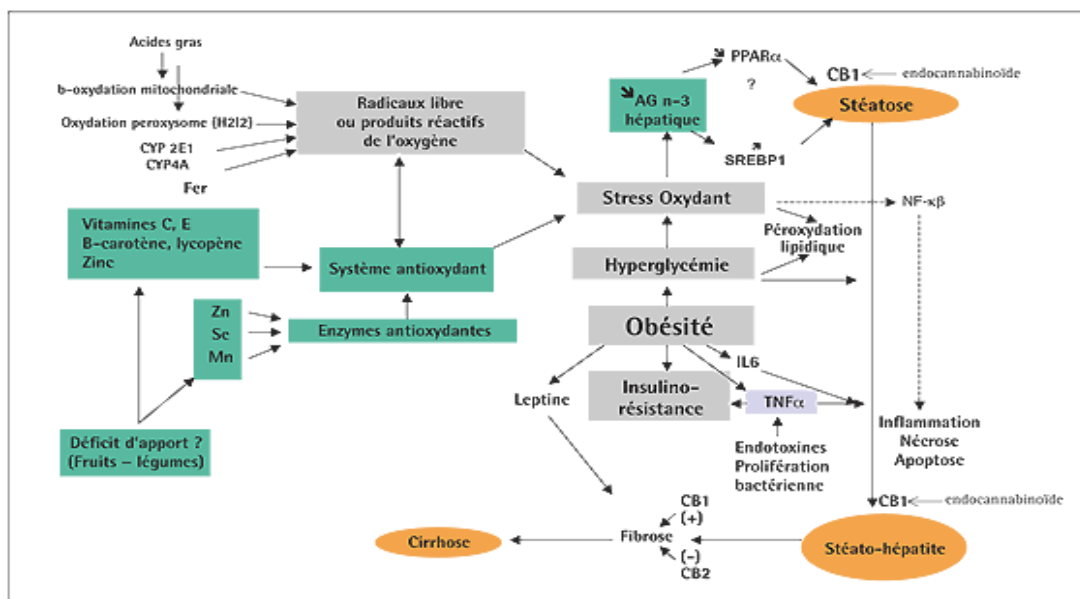 Acides gras
b-oxydation mitochondriale
Oxydation peroxysome (H2I2)
CYP 2E1
CYP4A
Fer
Radicaux libre
ou produits réactifs
de l'oxygène
Vitamines C, E
B-carotène, lycopène
Zinc
Système antioxydant
Zn
Se
Mn
Enzymes antioxydantes
Déficit d'apport ?
(Fruits – légumes)
PPARα
?
AG n-3
hépatique
SREBP1
CB1
endocannabinoïde
Stéatose
Stress Oxydant
NF-κβ
Péroxydation
lipidique
Hyperglycémie
Obésité
IL6
Leptine
Insulino-
résistance
TNFα
Endotoxines
Prolifération
bactérienne
Inflammation
Nécrose
Apoptose
CB1
endocannabinoïde
Stéato-hépatite
CB1
(+)
Fibrose
(-)
CB2
Cirrhose